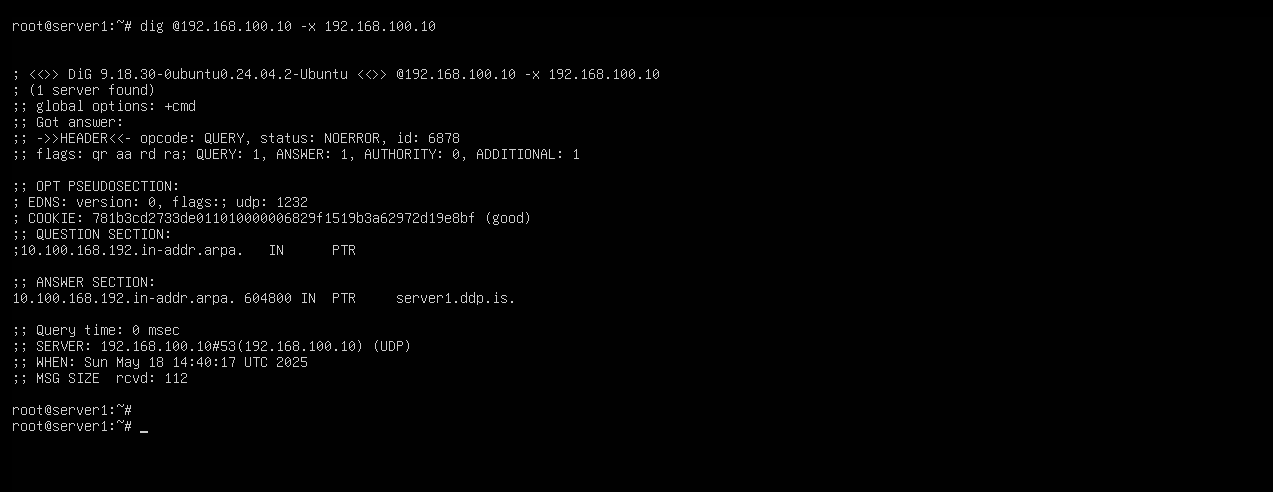 root@server1:~# dig @192.168.100.10 -x 192.168.100.10
; <<>> DiG 9.18.30-0ubuntu0.24.04.2-Ubuntu <<>> @192.168.100.10 -x 192.168.100.10
; (1 server found)
;; global options: +cmd
;; Got answer:
;; ->>HEADER<<- opcode: QUERY, status: NOERROR, id: 6878
;; flags: qr aa rd ra; QUERY: 1, ANSWER: 1, AUTHORITY: 0, ADDITIONAL: 1
;; OPT PSEUDOSECTION:
; EDNS: version: 0, flags:; udp: 1232
; COOKIE: 781b3cd2733de011010000006829f1519b3a62972d19e8bf (good)
;; QUESTION SECTION:
;10.100.168.192.in-addr.arpa. IN PTR
;; ANSWER SECTION:
10.100.168.192.in-addr.arpa. 604800 IN PTR server1.ddp.is.
;; Query time: 0 msec
;; SERVER: 192.168.100.10#53(192.168.100.10) (UDP)
;; WHEN: Sun May 18 14:40:17 UTC 2025
;; MSG SIZE rcvd: 112
root@server1:~#
root@server1:~# _